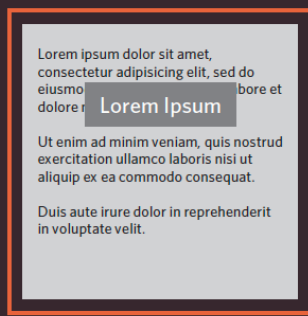 Lorem ipsum dolor sit amet,
consectetur adipisicing elit, sed do
eiusmo bore et
dolore
Lorem Ipsum
Ut enim ad minim veniam, quis nostrud
exercitation ullamco laboris nisi ut
aliquip ex ea commodo consequat.
Duis aute irure dolor in reprehenderit
in voluptate velit.